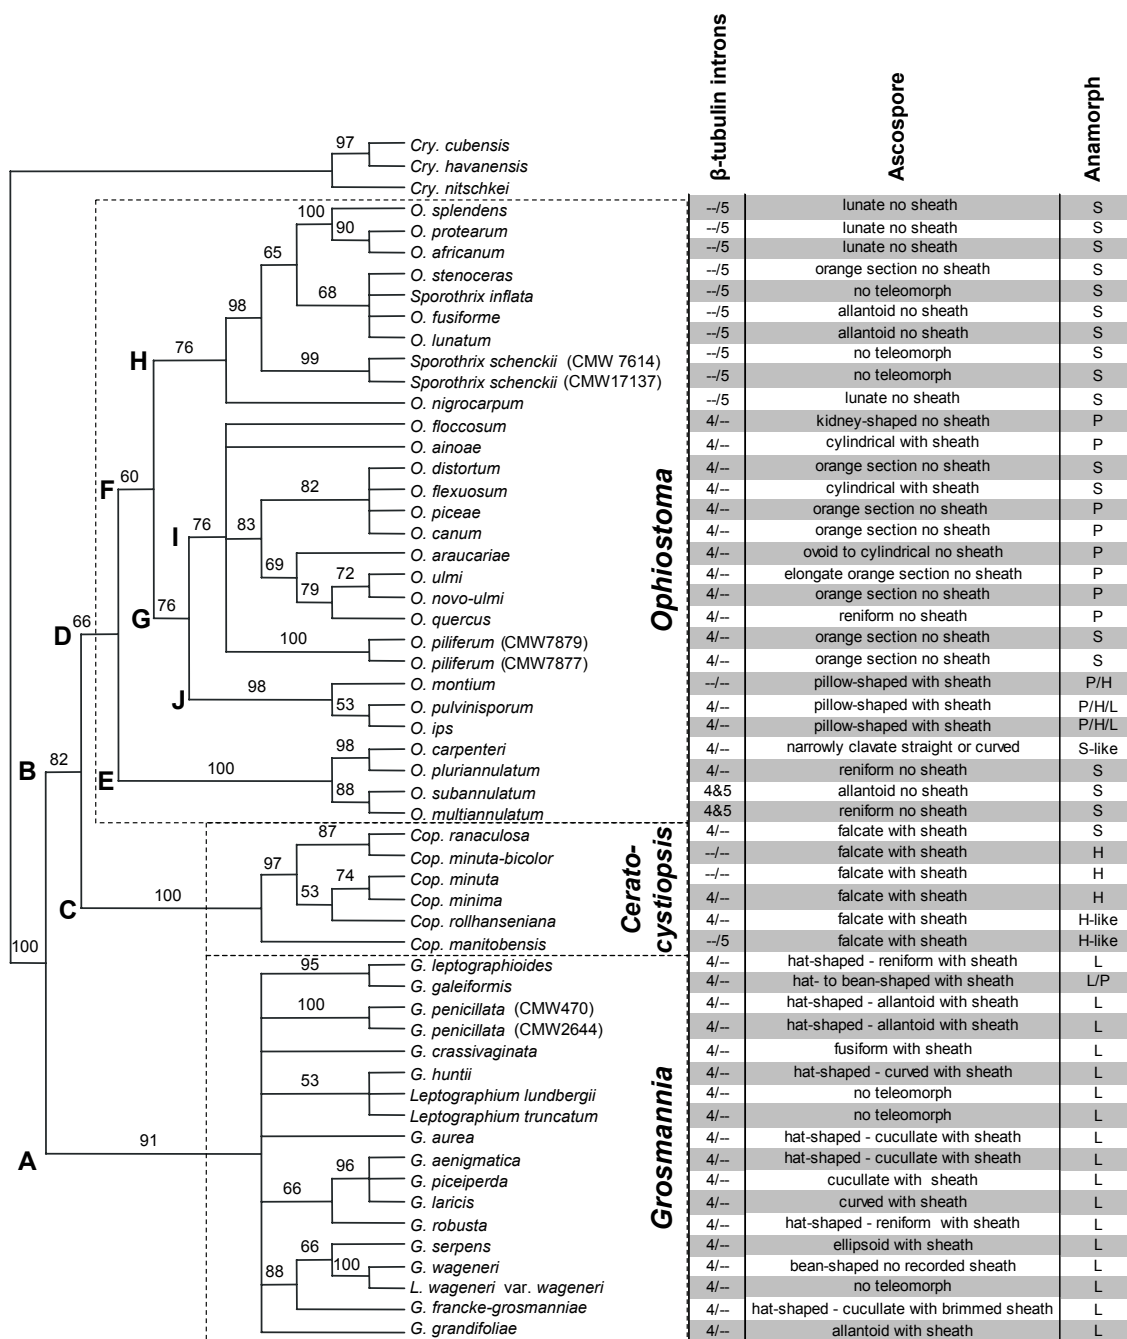 β-tubulin introns
Ascospore
Anamorph
97 Cry. cubensis
Cry. havanensis
Cry. nitschkei
100 O. splendens --/5 lunate no sheath S
90 O. protearum --/5 lunate no sheath S
65 O. africanum --/5 lunate no sheath S
O. stenoceras --/5 orange section no sheath S
68 Sporothrix inflata --/5 no teleomorph S
98 O. fusiforme --/5 allantoid no sheath S
O. lunatum --/5 allantoid no sheath S
H 76 99 Sporothrix schenckii (CMW 7614) --/5 no teleomorph S
Sporothrix schenckii (CMW17137) --/5 no teleomorph S
O. nigrocarpum --/5 lunate no sheath S
O. floccosum 4/-- kidney-shaped no sheath P
O. ainoae 4/-- cylindrical with sheath P
O. distortum 4/-- orange section no sheath S
F 60 82 O. flexuosum 4/-- cylindrical with sheath S
O. piceae 4/-- orange section no sheath P
I 76 83 O. canum 4/-- orange section no sheath P
O. araucariae 4/-- ovoid to cylindrical no sheath P
69 72 O. ulmi 4/-- elongate orange section no sheath P
79 O. novo-ulmi 4/-- orange section no sheath P
G 76 O. quercus 4/-- reniform no sheath P
D 66 100 O. piliferum (CMW7879) 4/-- orange section no sheath S
O. piliferum (CMW7877) 4/-- orange section no sheath S
J 98 O. montium --/-- pillow-shaped with sheath P/H
53 O. pulvinisporum 4/-- pillow-shaped with sheath P/H/L
O. ips 4/-- pillow-shaped with sheath P/H/L
98 O. carpenteri 4/-- narrowly clavate straight or curved S-like
B 82 E 100 O. pluriannulatum 4/-- reniform no sheath S
88 O. subannulatum 4&5 allantoid no sheath S
O. multiannulatum 4&5 reniform no sheath S
Ophiostoma
87 Cop. ranaculosa 4/-- falcate with sheath S
97 Cop. minuta-bicolor --/-- falcate with sheath H
74 Cop. minuta --/-- falcate with sheath H
53 Cop. minima 4/-- falcate with sheath H
C 100 Cop. rollhanseniana 4/-- falcate with sheath H-like
Cop. manitobensis --/5 falcate with sheath H-like
Cerato-
cystiopsis
100 95 G. leptographioides 4/-- hat-shaped - reniform with sheath L
G. galeiformis 4/-- hat- to bean-shaped with sheath L/P
100 G. penicillata (CMW470) 4/-- hat-shaped - allantoid with sheath L
G. penicillata (CMW2644) 4/-- hat-shaped - allantoid with sheath L
G. crassivaginata 4/-- fusiform with sheath L
53 G. huntii 4/-- hat-shaped - curved with sheath L
Leptographium lundbergii 4/-- no teleomorph L
Leptographium truncatum 4/-- no teleomorph L
A 91 G. aurea 4/-- hat-shaped - cucullate with sheath L
96 G. aenigmatica 4/-- hat-shaped - cucullate with sheath L
66 G. piceiperda 4/-- cucullate with sheath L
G. laricis 4/-- curved with sheath L
G. robusta 4/-- hat-shaped - reniform with sheath L
66 G. serpens 4/-- ellipsoid with sheath L
88 100 G. wageneri 4/-- bean-shaped no recorded sheath L
L. wageneri var. wageneri 4/-- no teleomorph L
G. francke-grosmanniae 4/-- hat-shaped - cucullate with brimmed sheath L
G. grandifoliae 4/-- allantoid with sheath L
Grosmannia